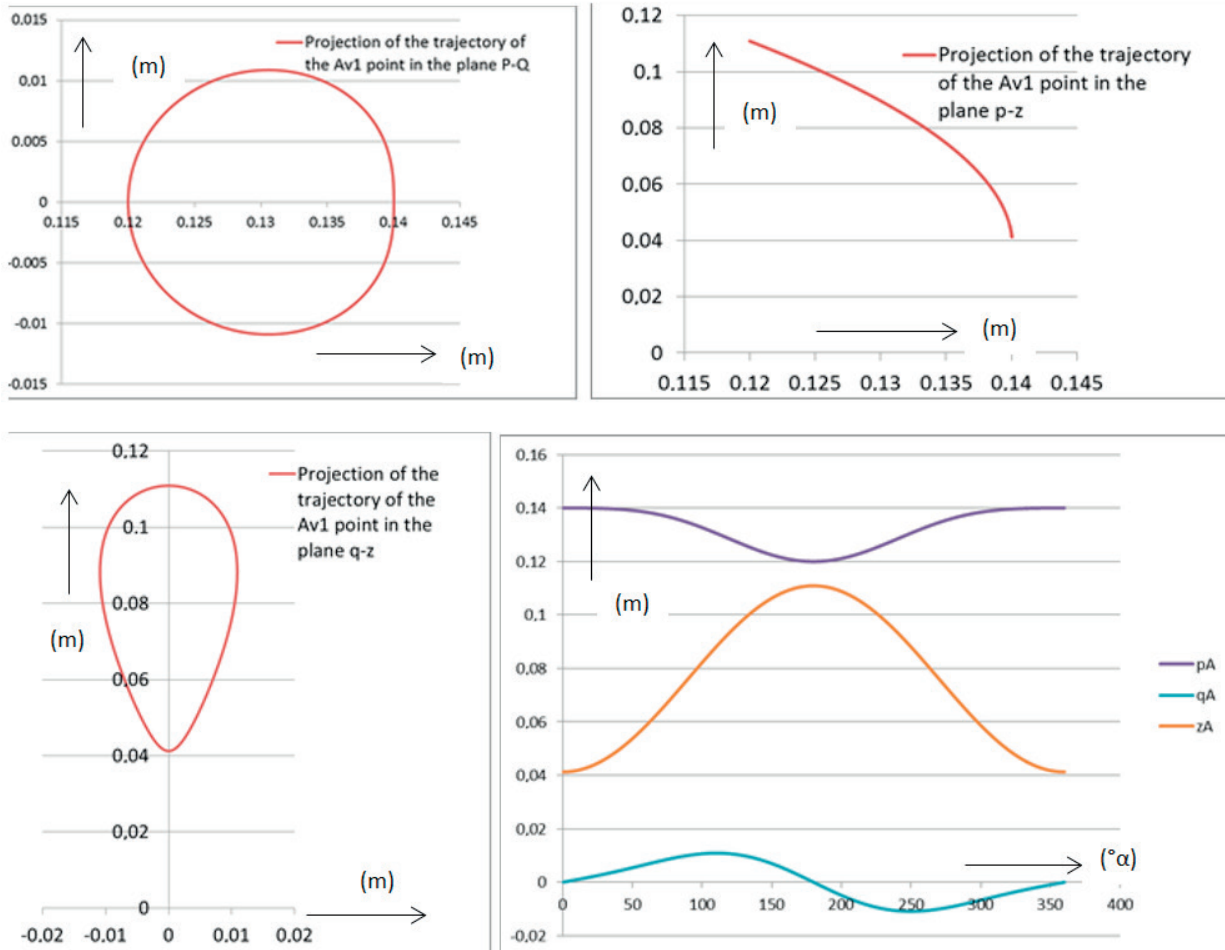 0.015
Projection of the trajectory of
the Av1 point in the plane P-Q
(m)
0.01
0.005
0
0.115 0.12 0.125 0.13 0.135 0.14 0.145
-0.005
-0.01
(m)
-0.015
0.12
Projection of the trajectory
of the Av1 point in the
plane p-z
0.1
(m)
0.08
0.06
0.04
0,02
(m)
0
0.115 0.12 0.125 0.13 0.135 0.14 0.145
0.12
Projection of the
trajectory of the
Av1 point in the
plane q-z
0.1
0.08
(m)
0.06
0.04
0,02
(m)
0
-0.02 -0.01 0 0.01 0.02
0.16
0.14
0.12
(m)
0.1
0.08
0.06
0,04
0,02
0
-0.02
0 50 100 150 200 250 300 350 400
(°α)
pA
qA
zA